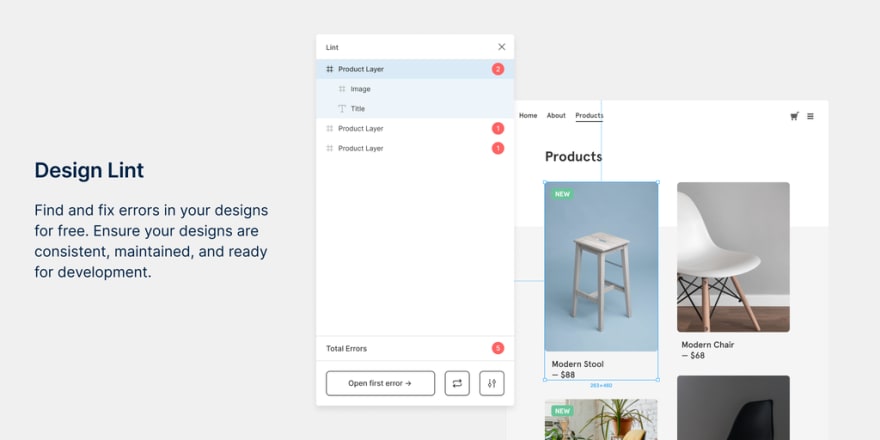 Design Lint
Find and fix errors in your designs
for free. Ensure your designs are
consistent, maintained, and ready
for development.
Lint
Product Layer 2
Image
Title
Product Layer 1
Product Layer 1
Total Errors 5
Open first error →
Home About Products
Products
NEW
Modern Stool
— $88
Modern Chair
— $68
NEW